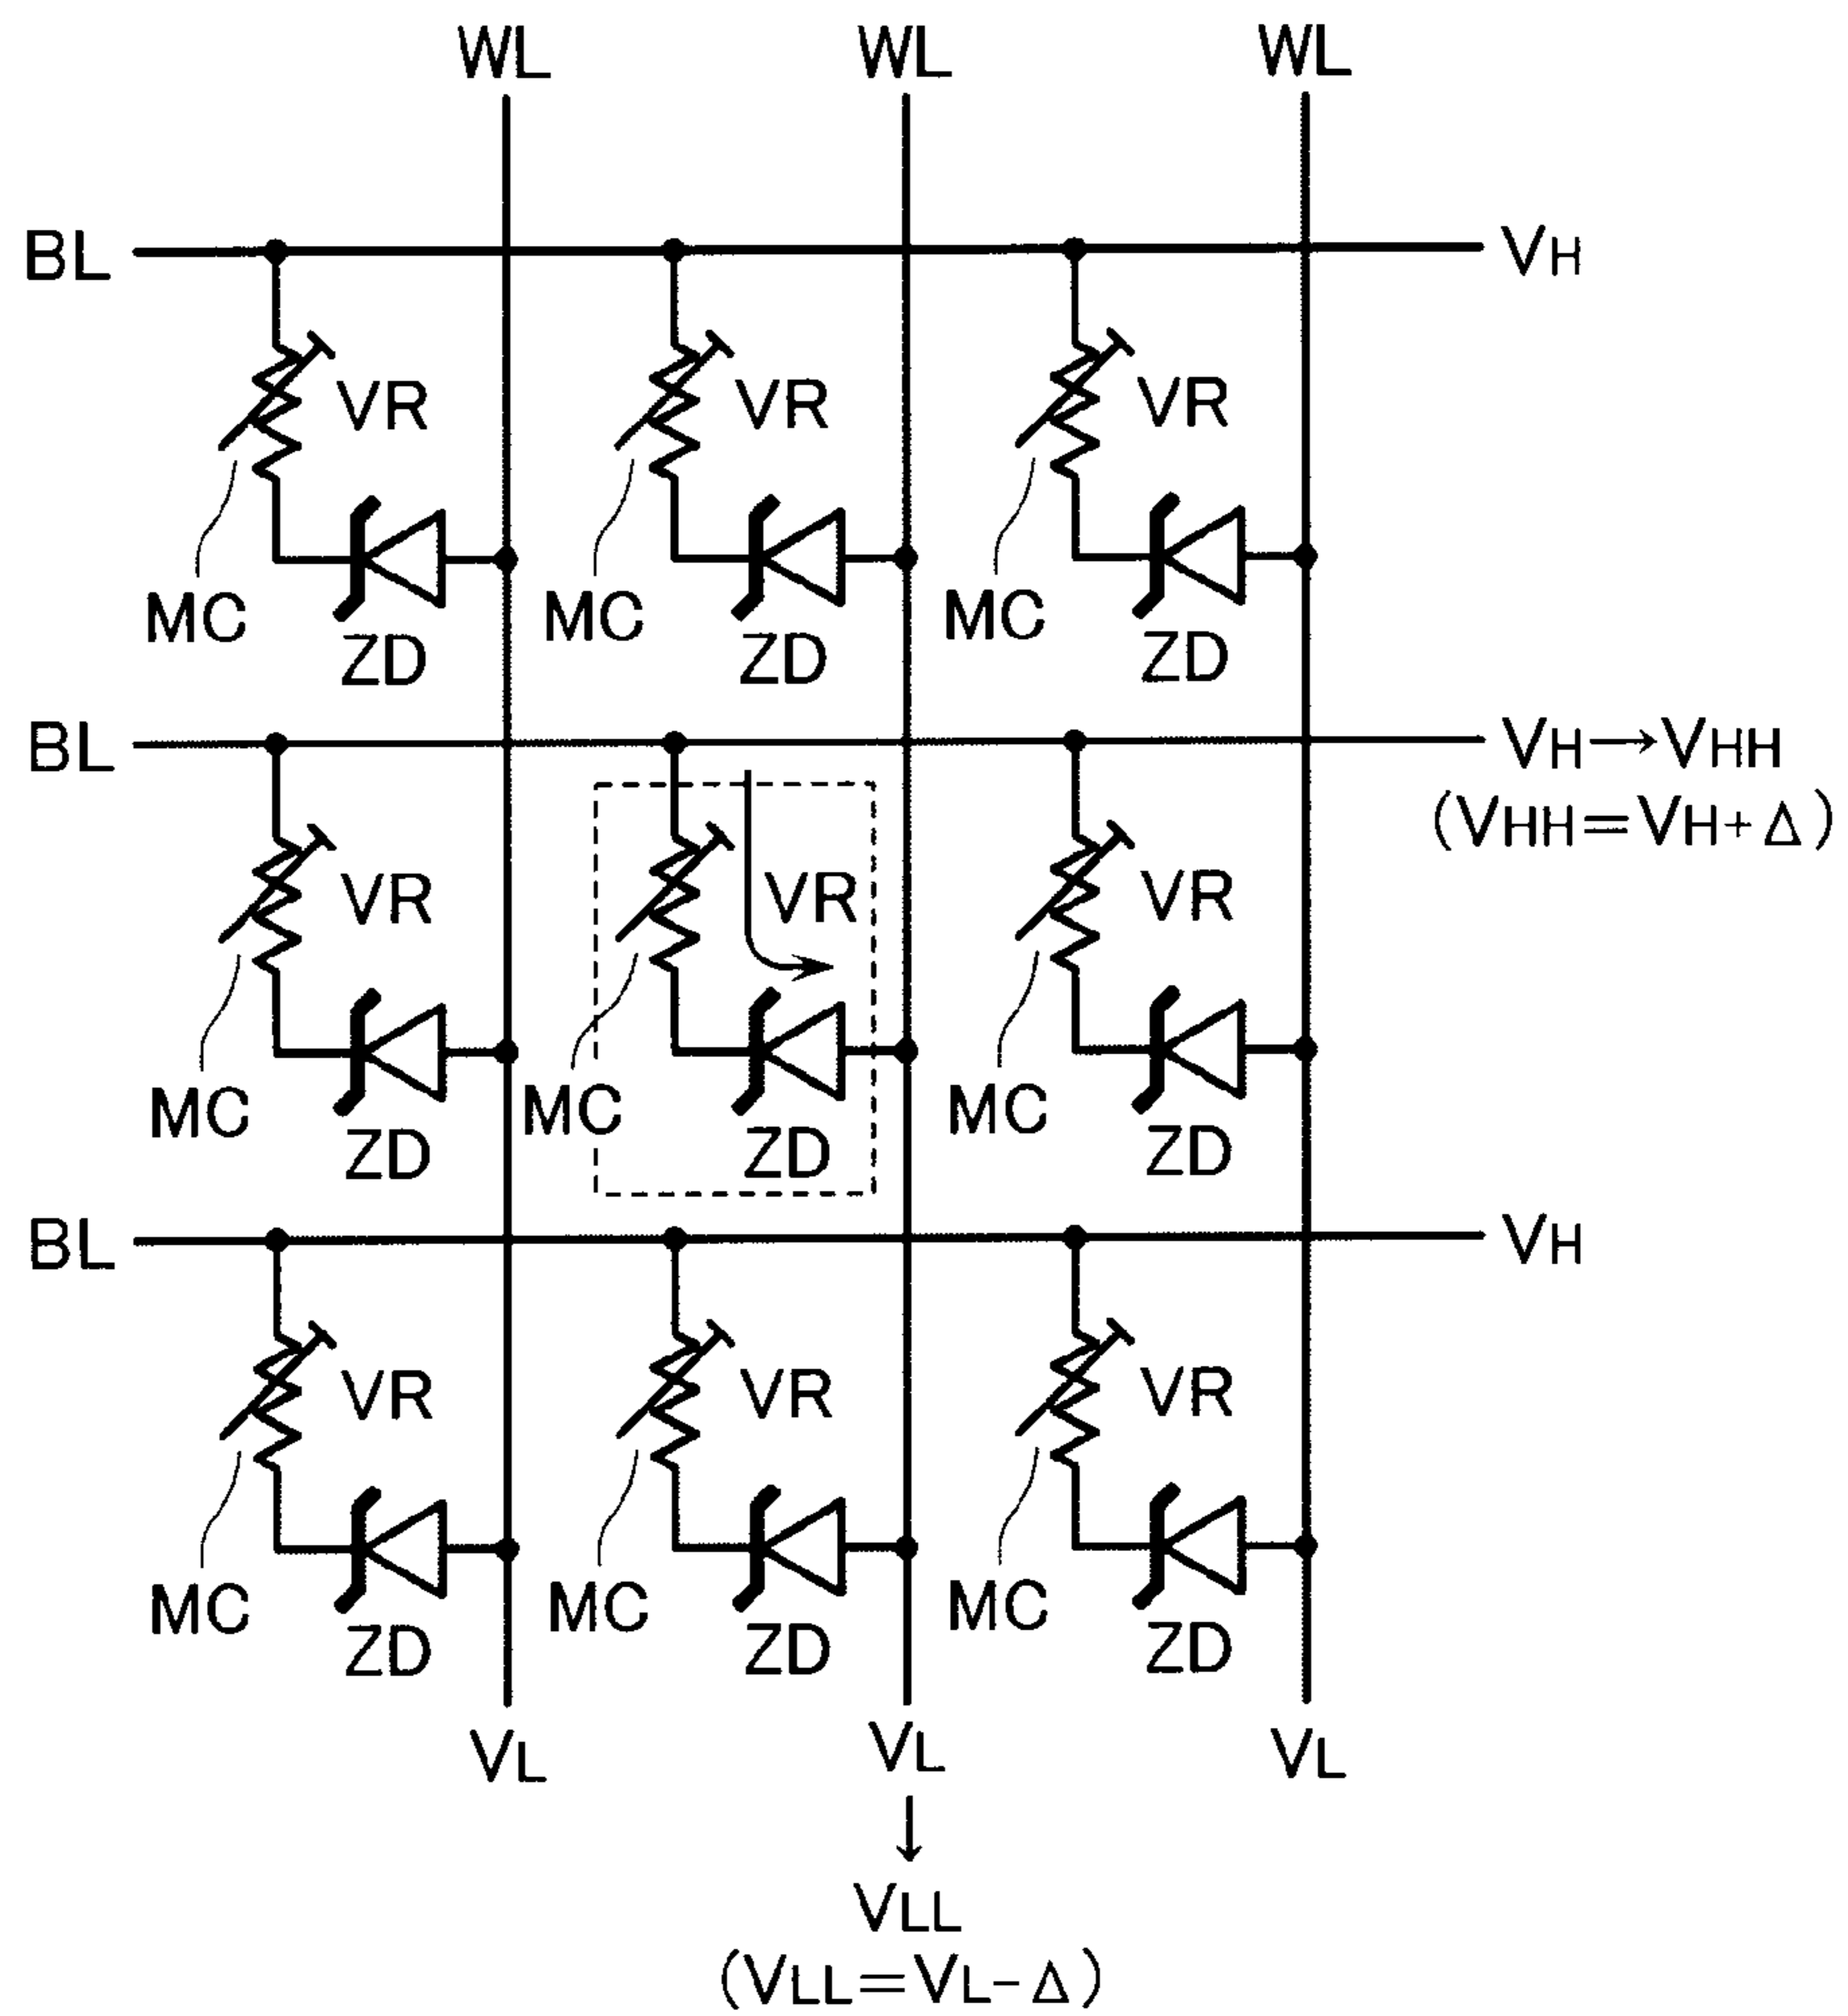 WL WL WL
BL VH
VR VR VR
MC MC MC
ZD ZD ZD
BL VH→VHH
(VHH=VH+Δ)
VR VR VR
MC MC MC
ZD ZD ZD
BL VH
VR VR VR
MC MC MC
ZD ZD ZD
VL VL VL
↓
VLL
(VLL=VL-Δ)